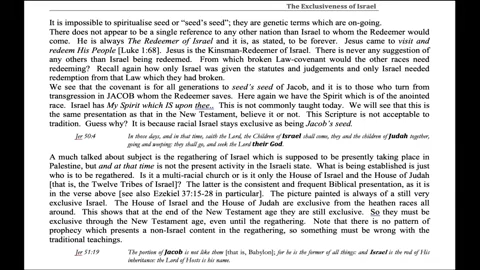 The Exclusiveness of Israel
It is impossible to spiritualise seed or “seed’s seed”; they are genetic terms which are on-going.
There does not appear to be a single reference to any other nation than Israel to whom the Redeemer would
come. He is always The Redeemer of Israel and it is, as stated, to be forever. Jesus came to visit and
redeem His People [Luke 1:68]. Jesus is the Kinsman-Redeemer of Israel. There is never any suggestion of
any others than Israel being redeemed. From which broken Law-covenant would the other races need
redeeming? Recall again how only Israel was given the statutes and judgements and only Israel needed
redemption from that Law which they had broken.
We see that the covenant is for all generations to seed’s seed of Jacob, and it is to those who turn from
transgression in JACOB whom the Redeemer saves. Here again we have the Spirit which is of the anointed
race. Israel has My Spirit which IS upon thee.. This is not commonly taught today. We will see that this is
the same presentation as that in the New Testament, believe it or not. This Scripture is not acceptable to
tradition. Guess why? It is because racial Israel stays exclusive as being Jacob’s seed.
Jer 50:4 In those days, and in that time, saith the Lord, the Children of Israel shall come, they and the children of Judah together,
going and weeping: they shall go, and seek the Lord their God.
A much talked about subject is the regathering of Israel which is supposed to be presently taking place in
Palestine, but and at that time is not the present activity in the Israeli state. What is being established is just
who is to be regathered. Is it a multi-racial church or is it only the House of Israel and the House of Judah
[that is, the Twelve Tribes of Israel]? The latter is the consistent and frequent Biblical presentation, as it is
in the verse above [see also Ezekiel 37:15-28 in particular]. The picture painted is always of a still very
exclusive Israel. The House of Israel and the House of Judah are exclusive from the heathen races all
around. This shows that at the end of the New Testament age they are still exclusive. So they must be
exclusive through the New Testament age, even until the regathering. Note that there is no pattern of
prophecy which presents a non-Israel content in the regathering, so something must be wrong with the
traditional teachings.
Jer 51:19 The portion of Jacob is not like them [that is, Babylon]; for he is the former of all things: and Israel is the rod of His
inheritance: the Lord of Hosts is his name.